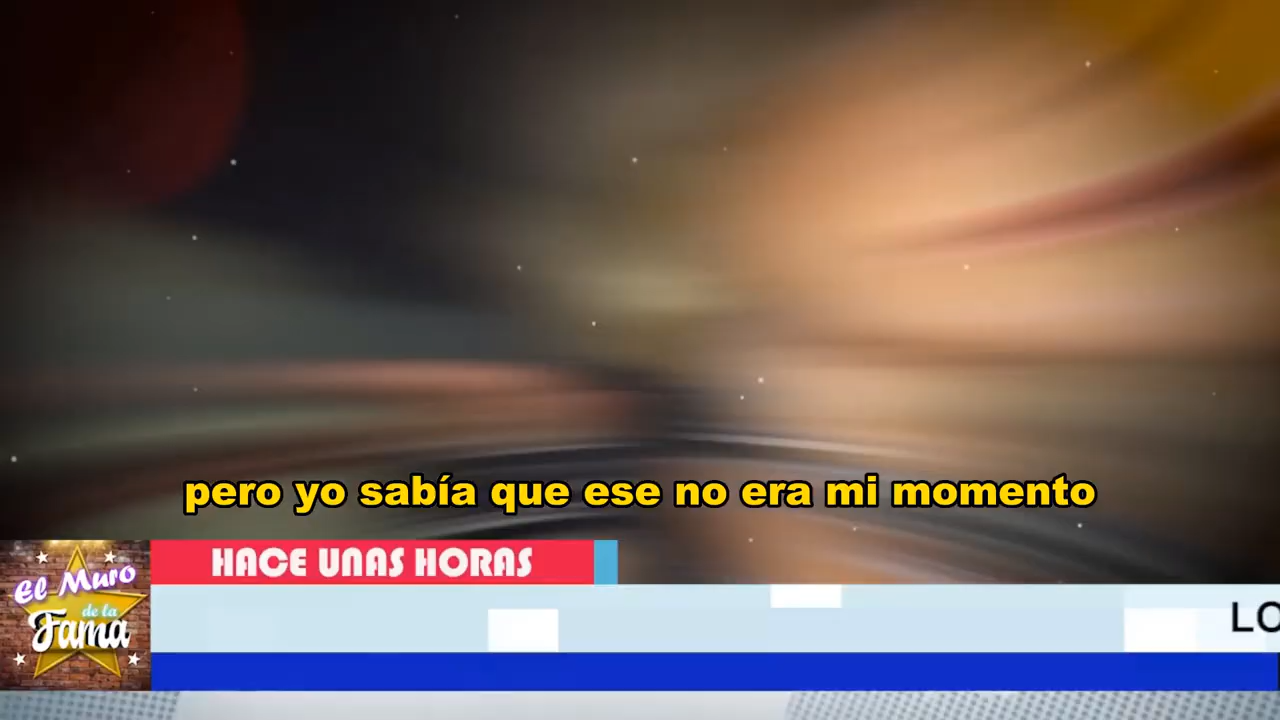 pero yo sabía que ese no era mi momento
HACE UNAS HORAS
El Muro
de la
Fama
LO